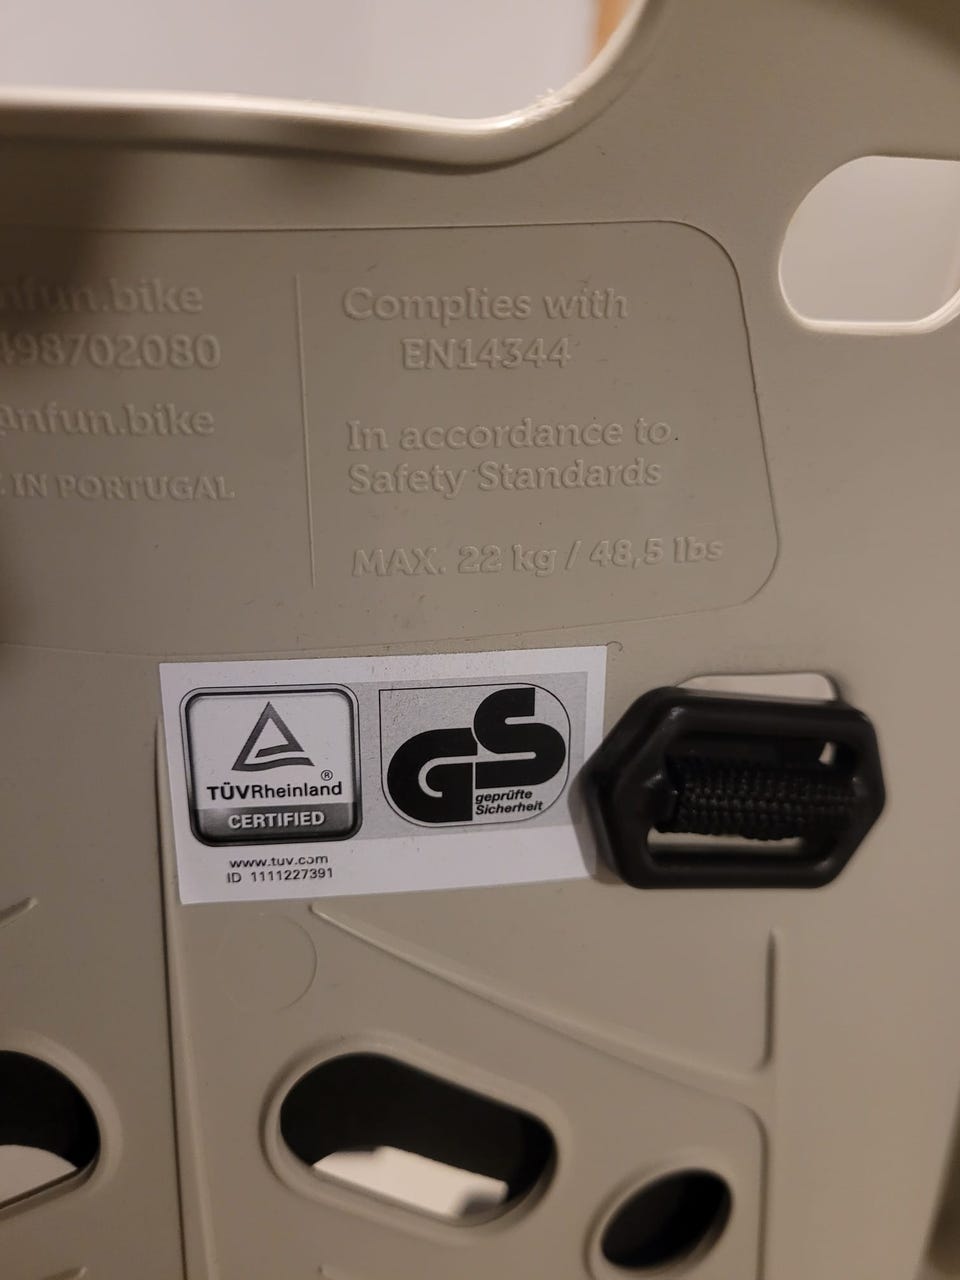 nfun.bike
498702080
@nfun.bike
IN PORTUGAL
Complies with
EN14344
In accordance to
Safety Standards
MAX. 22 kg / 48,5 lbs
TÜVRheinland®
CERTIFIED
www.tuv.com
ID 1111227391
GS
geprüfte
Sicherheit